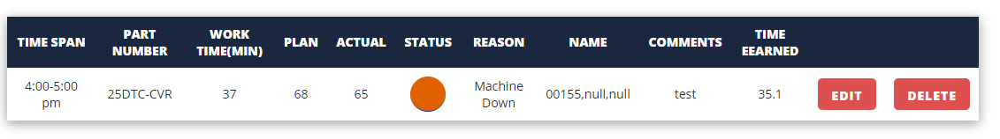 TIME SPAN PART NUMBER WORK TIME(MIN) PLAN ACTUAL STATUS REASON NAME COMMENTS TIME EEARNED
4:00-5:00 pm 25DTC-CVR 37 68 65 Machine Down 00155,null,null test 35.1 EDIT DELETE